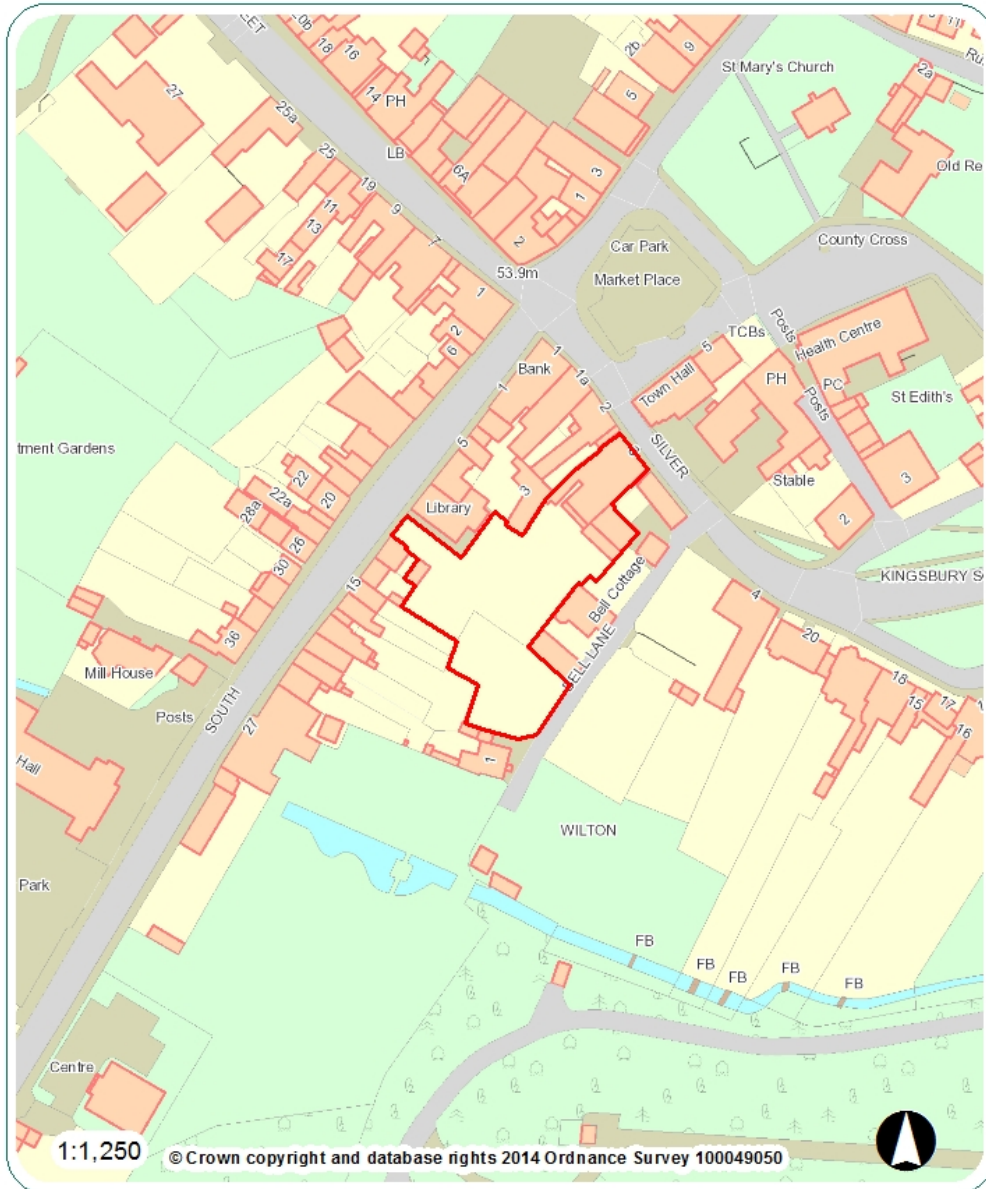 EET
20b
18
16
14
PH
LB
6A
2
2b
9
5
3
1
27
25a
25
19
11
13
17
9
7
1
2
6
53.9m
St Mary's Church
2a
11
Old Re
County Cross
Car Park
Market Place
TCBs
Posts
Health Centre
Town Hall
5
PH
PC
Posts
St Edith's
Bank
1
1a
2
1
5
3
6
SILVER
Stable
3
2
Library
tment Gardens
22
22a
28a
20
26
30
36
15
Bell Cottage
BELL LANE
KINGSBURY S
4
20
18
15
17
16
Mill House
Posts
SOUTH
27
Hall
1
WILTON
Park
FB
FB
FB
FB
FB
Centre
1:1,250
© Crown copyright and database rights 2014 Ordnance Survey 100049050